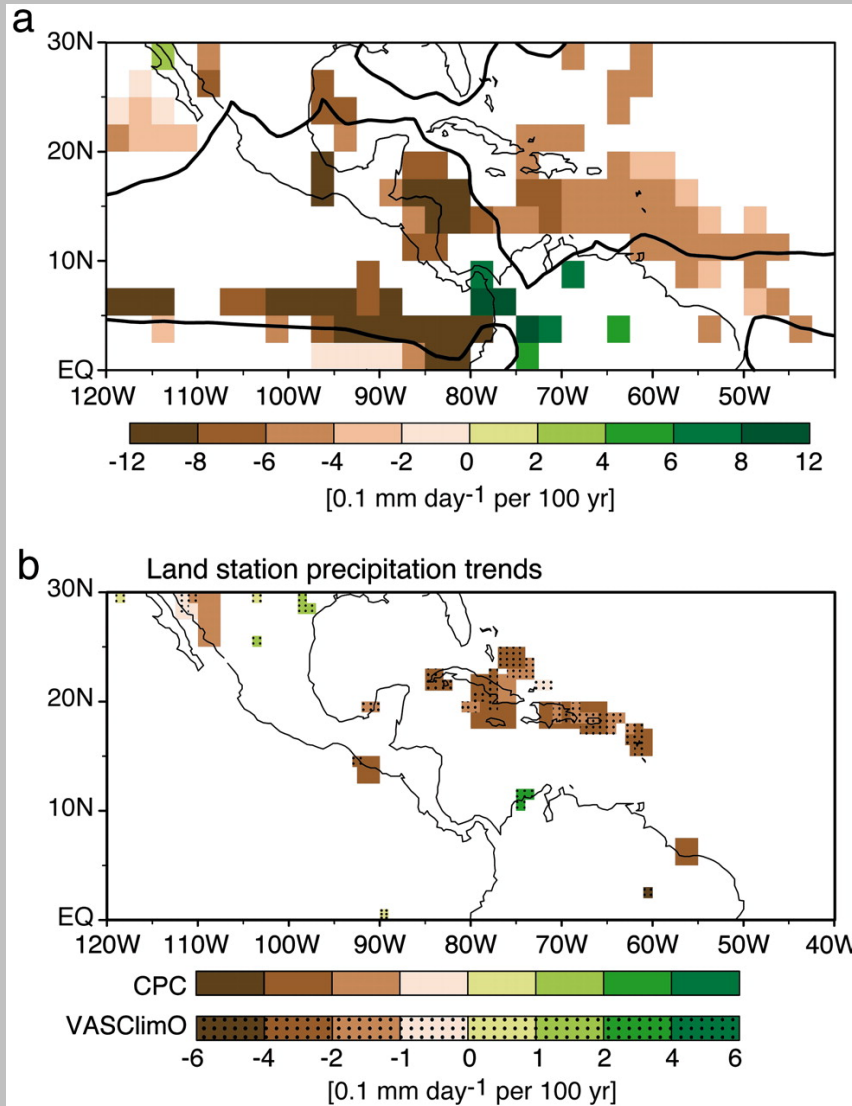 a
30N
20N
10N
EQ
120W 110W 100W 90W 80W 70W 60W 50W
-12 -8 -6 -4 -2 0 2 4 6 8 12
[0.1 mm day-1 per 100 yr]
b Land station precipitation trends
30N
20N
10N
EQ
120W 110W 100W 90W 80W 70W 60W 50W 40W
CPC
VASClimO
-6 -4 -2 -1 0 1 2 4 6
[0.1 mm day-1 per 100 yr]